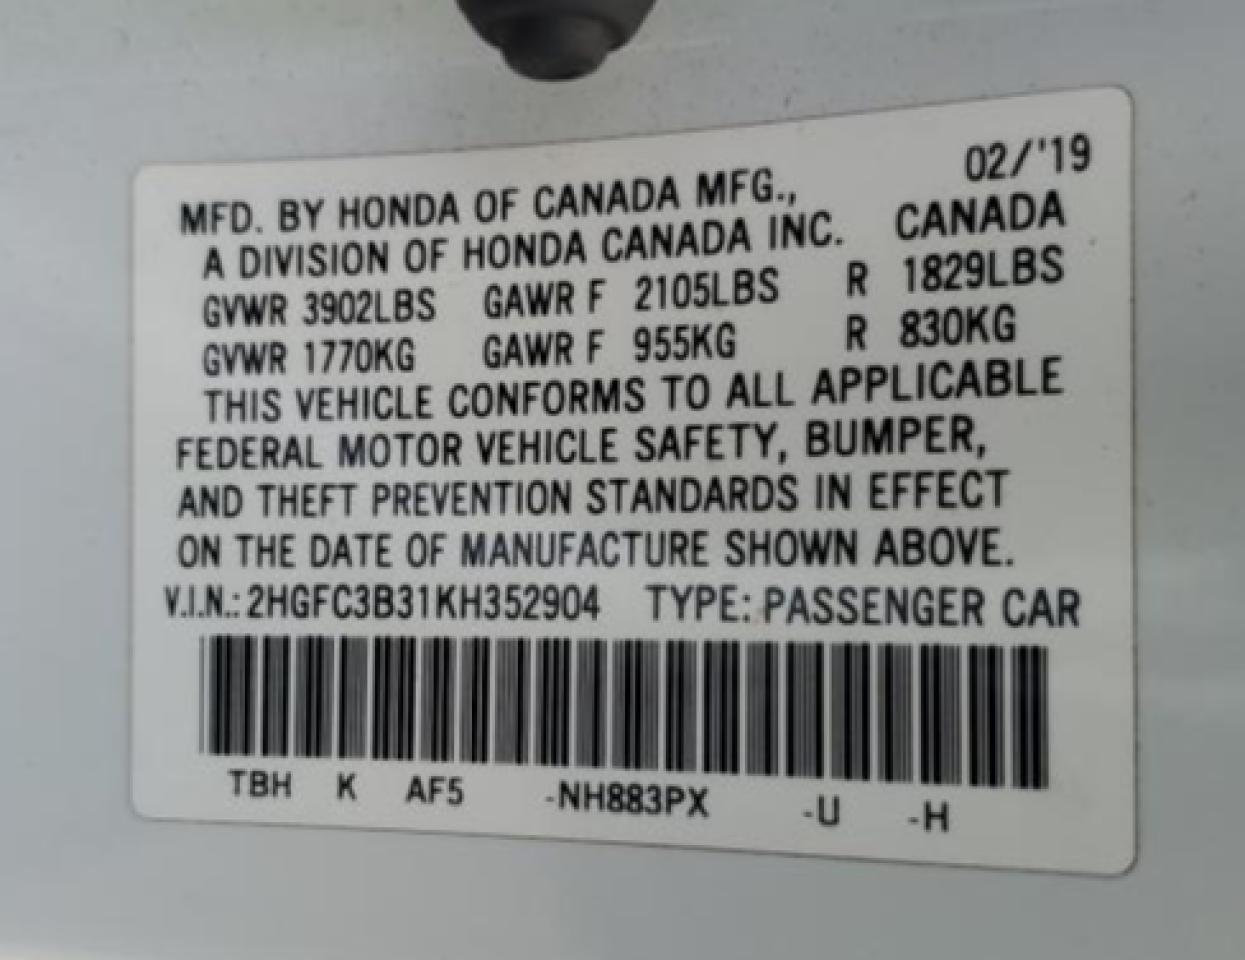 02/'19
MFD. BY HONDA OF CANADA MFG.,
A DIVISION OF HONDA CANADA INC. CANADA
GVWR 3902LBS GAWR F 2105LBS R 1829LBS
GVWR 1770KG GAWR F 955KG R 830KG
THIS VEHICLE CONFORMS TO ALL APPLICABLE
FEDERAL MOTOR VEHICLE SAFETY, BUMPER,
AND THEFT PREVENTION STANDARDS IN EFFECT
ON THE DATE OF MANUFACTURE SHOWN ABOVE.
V.I.N.: 2HGFC3B31KH352904 TYPE: PASSENGER CAR
TBH K AF5 -NH883PX -U -H